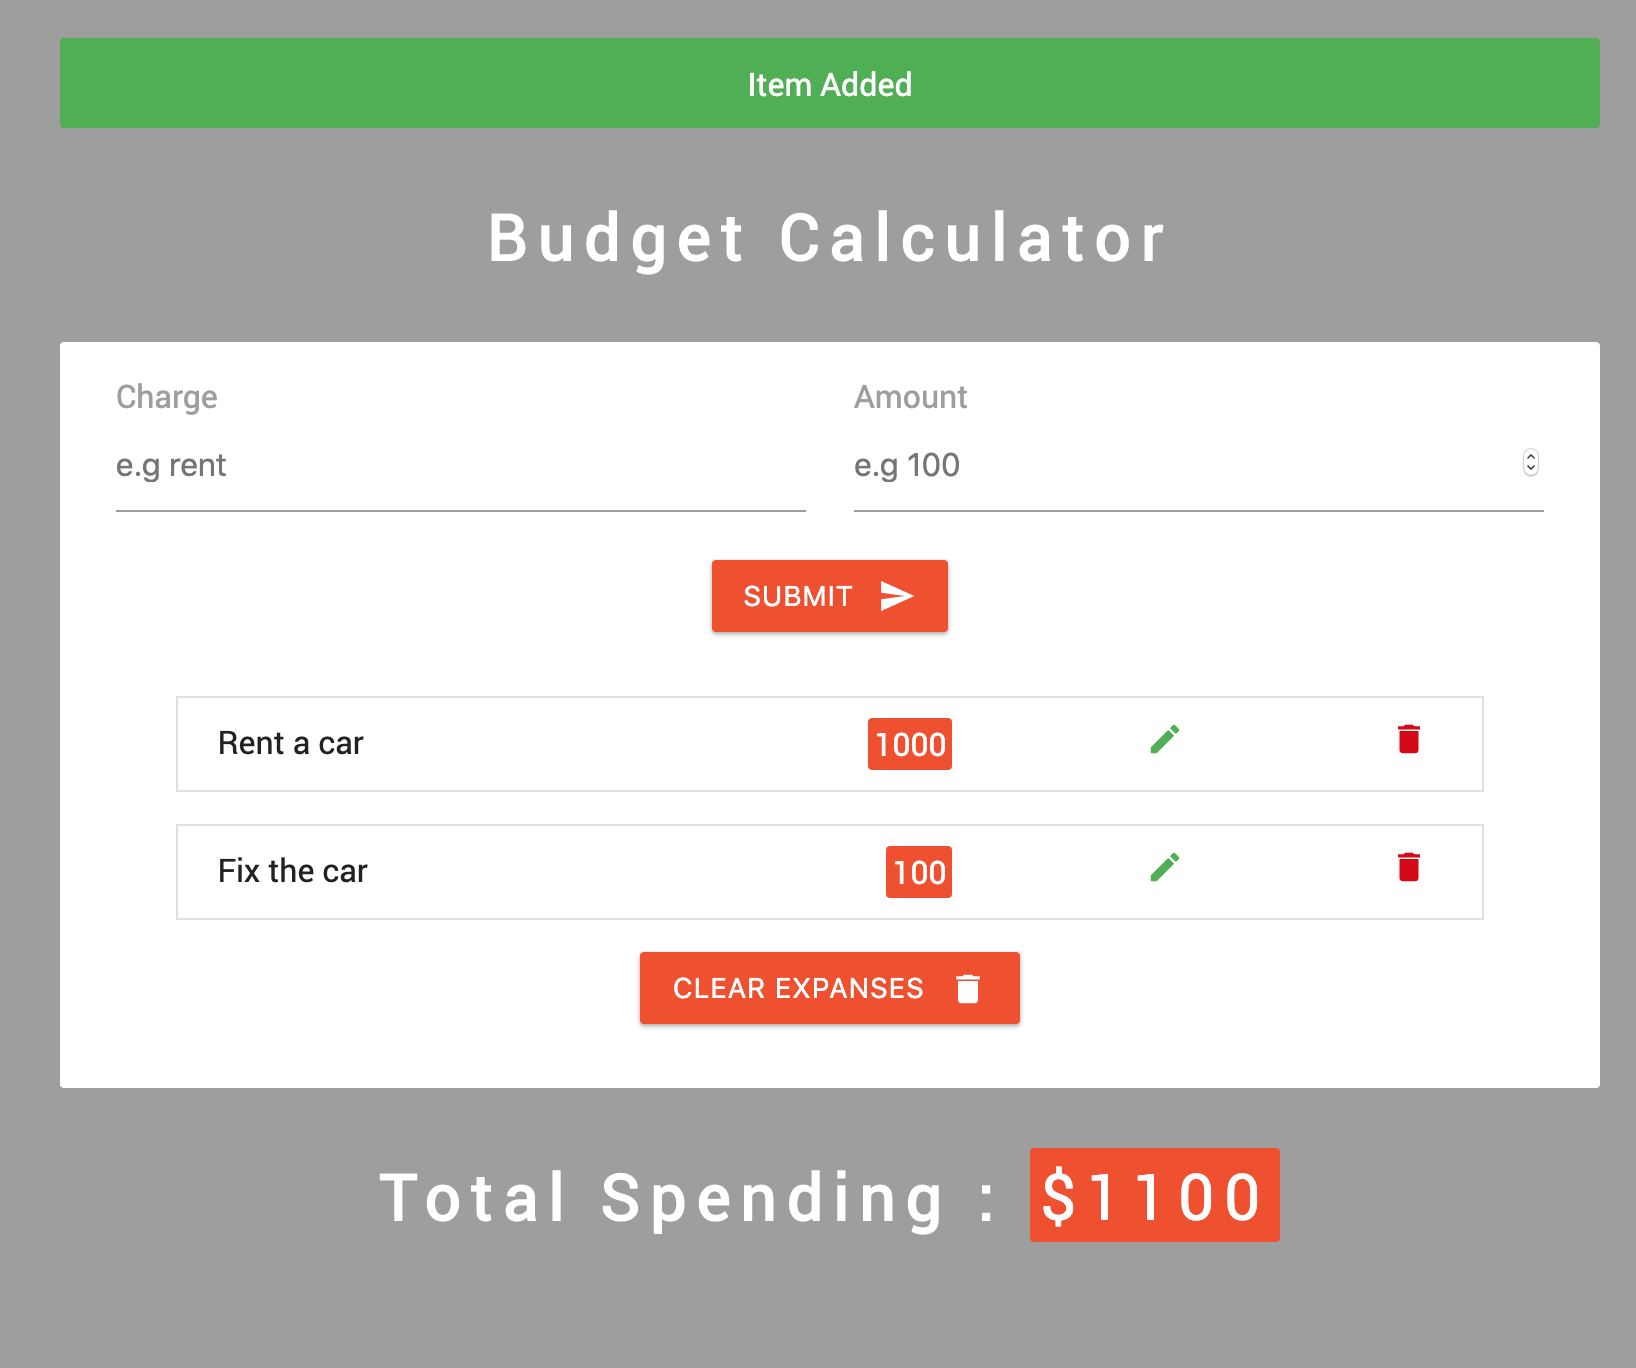 Item Added
Budget Calculator
Charge Amount
e.g rent e.g 100
SUBMIT
Rent a car 1000
Fix the car 100
CLEAR EXPANSES
Total Spending : $1100